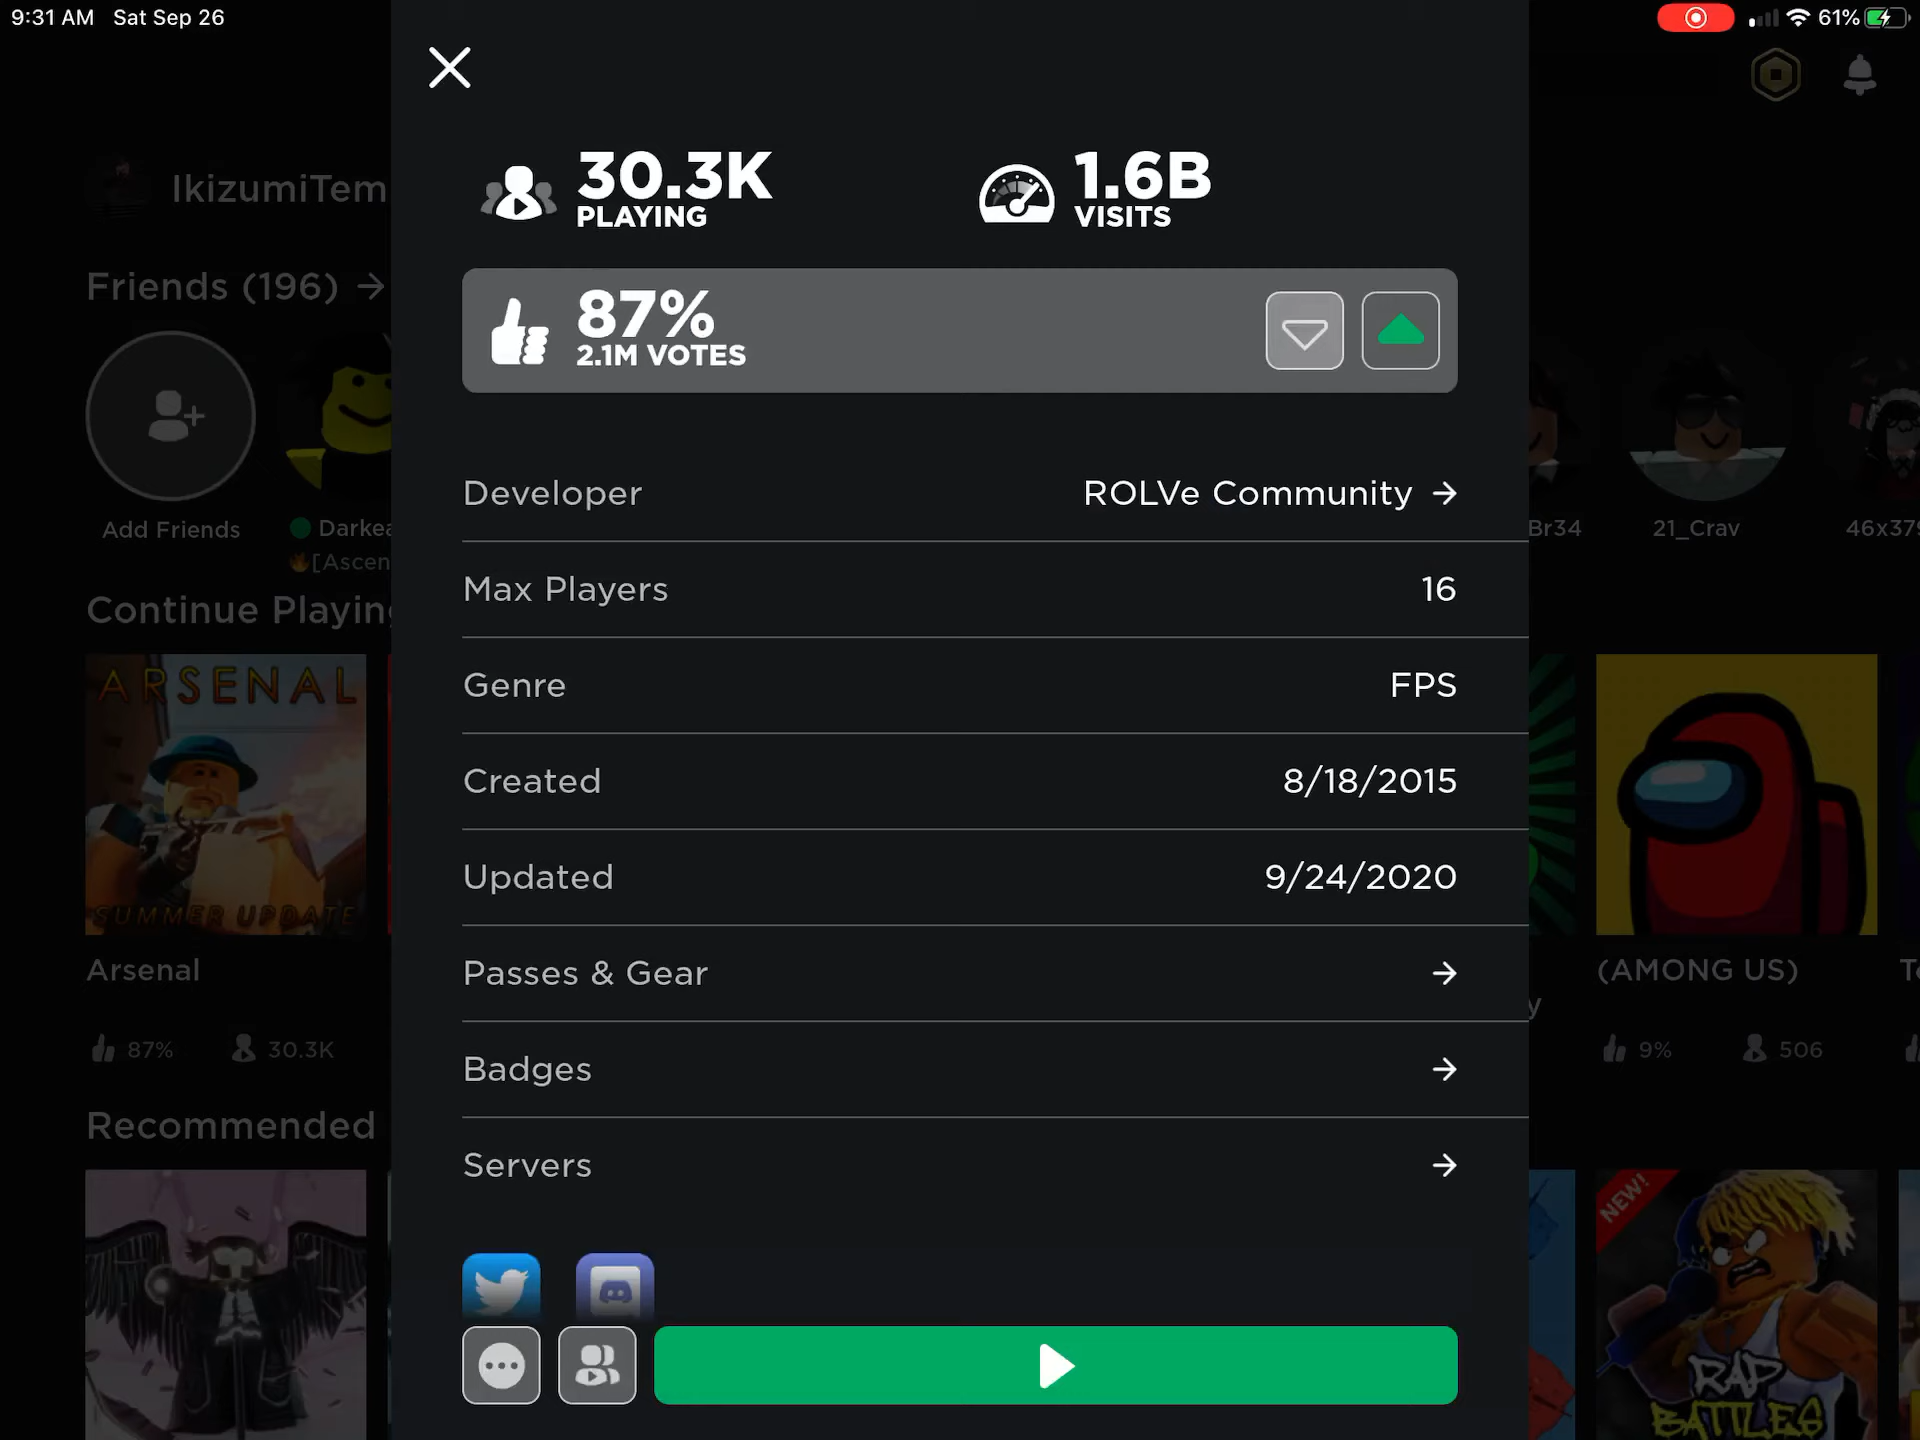 9:31 AM Sat Sep 26
61%
30.3K
PLAYING
1.6B
VISITS
IkizumiTem
Friends (196)
87%
2.1M VOTES
Add Friends
Darkea
[Ascen
Br34
21_Crav
46x379
Developer
ROLVe Community
Max Players
16
Continue Playing
Genre
FPS
Created
8/18/2015
Updated
9/24/2020
ARSENAL
SUMMER UPDATE
Arsenal
87%
30.3K
(AMONG US)
9%
506
Passes & Gear
Badges
Recommended
Servers
NEW!
RAP
BATTLES